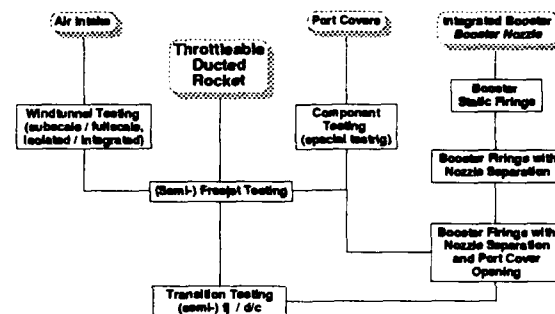 Air Intake
Throttleable
Ducted
Rocket
Port Covers
Integrated Booster
Booster Nozzle
Windtunnel Testing
(subscale / fullscale,
isolated / integrated)
Component
Testing
(special testrig)
Booster
Static Firings
Booster Firings with
Nozzle Separation
(Semi-) Freejet Testing
Booster Firings with
Nozzle Separation
and Port Cover
Opening
Transition Testing
(semi-) fj / d/c